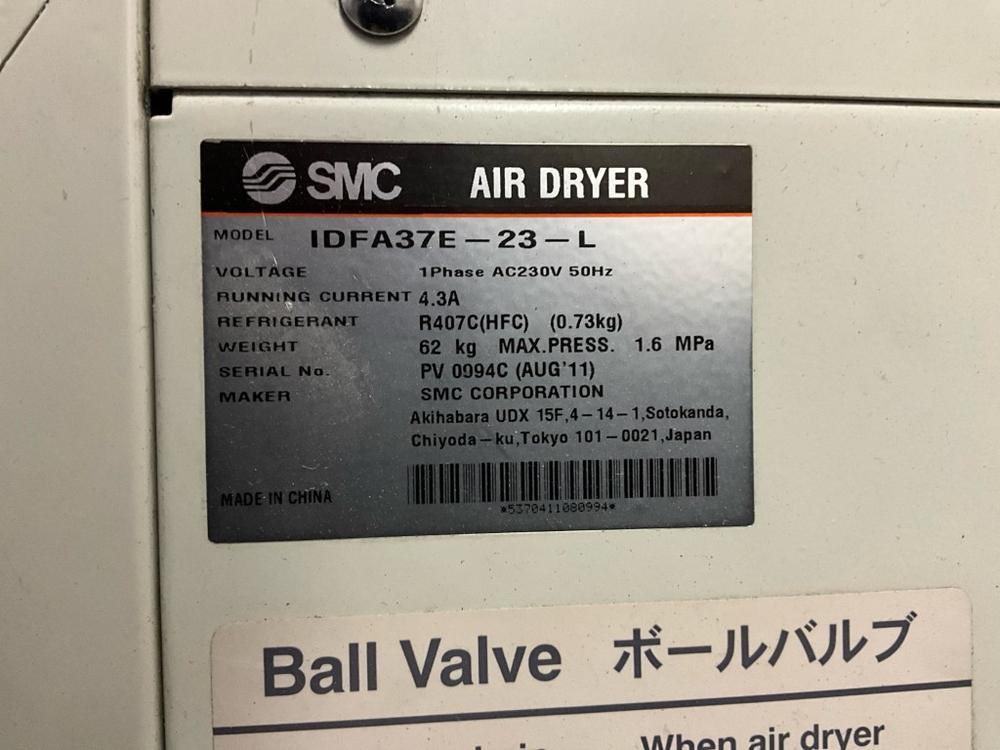 SMC AIR DRYER
MODEL IDFA37E-23-L
VOLTAGE 1Phase AC230V 50Hz
RUNNING CURRENT 4.3A
REFRIGERANT R407C(HFC) (0.73kg)
WEIGHT 62 kg MAX.PRESS. 1.6 MPa
SERIAL No. PV 0994C (AUG'11)
MAKER SMC CORPORATION
Akihabara UDX 15F,4-14-1,Sotokanda,
Chiyoda-ku,Tokyo 101-0021,Japan
MADE IN CHINA
*5370411080994*
Ball Valve ボールバルブ
When air dryer